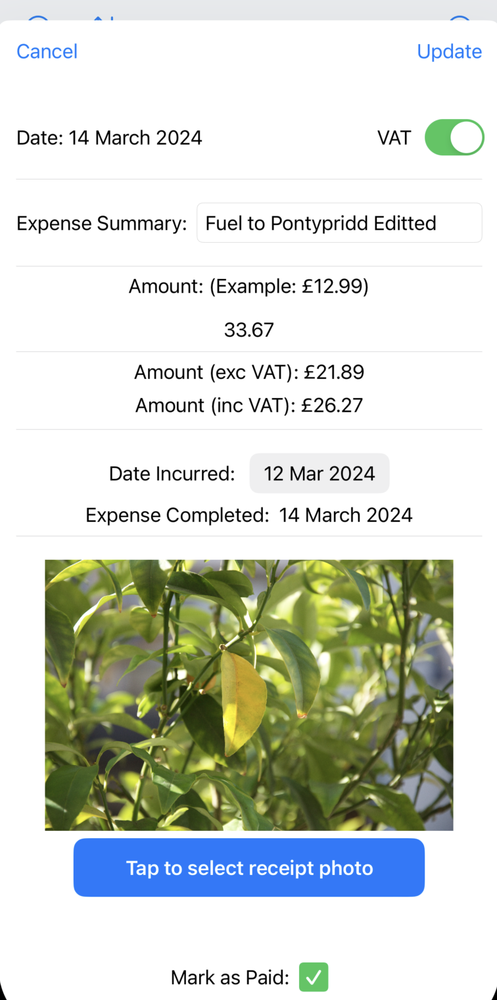 Cancel Update
Date: 14 March 2024 VAT
Expense Summary: Fuel to Pontypridd Editted
Amount: (Example: £12.99)
33.67
Amount (exc VAT): £21.89
Amount (inc VAT): £26.27
Date Incurred: 12 Mar 2024
Expense Completed: 14 March 2024
Tap to select receipt photo
Mark as Paid: